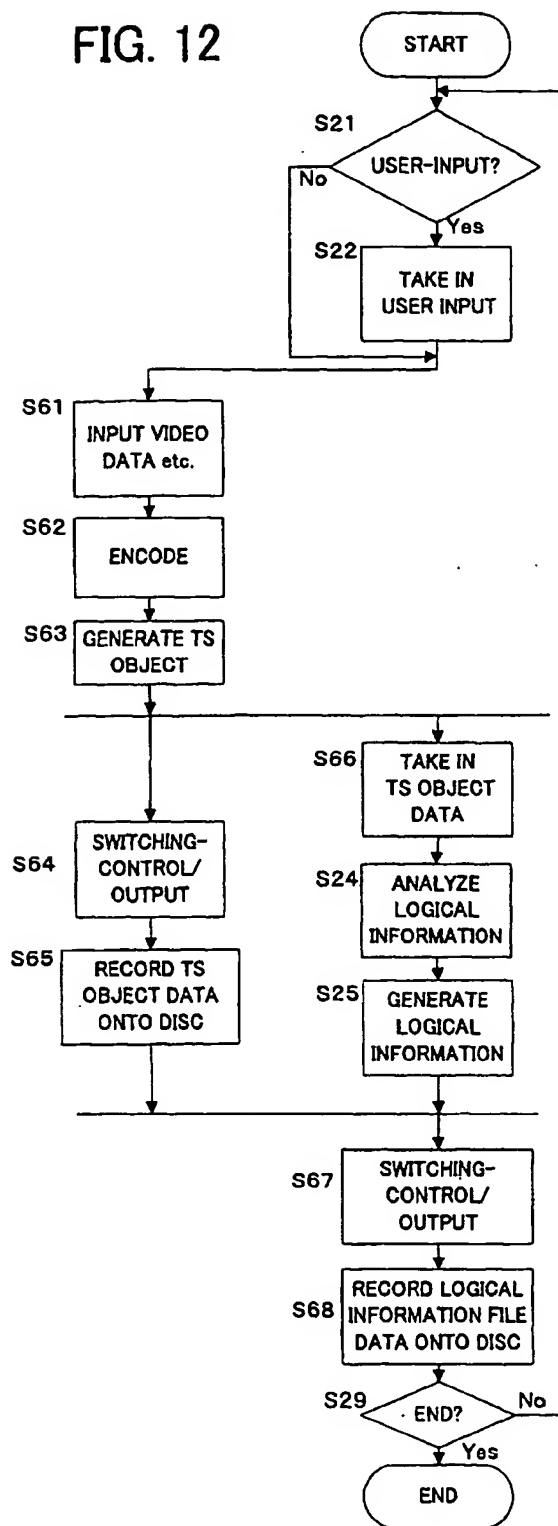 FIG. 12
START
S21
USER-INPUT?
No
Yes
S22
TAKE IN
USER INPUT
S61
INPUT VIDEO
DATA etc.
S62
ENCODE
S63
GENERATE TS
OBJECT
S66
TAKE IN
TS OBJECT
DATA
S64
SWITCHING-
CONTROL/
OUTPUT
S24
ANALYZE
LOGICAL
INFORMATION
S65
RECORD TS
OBJECT DATA
ONTO DISC
S25
GENERATE
LOGICAL
INFORMATION
S67
SWITCHING-
CONTROL/
OUTPUT
S68
RECORD LOGICAL
INFORMATION FILE
DATA ONTO DISC
S29
END?
No
Yes
END